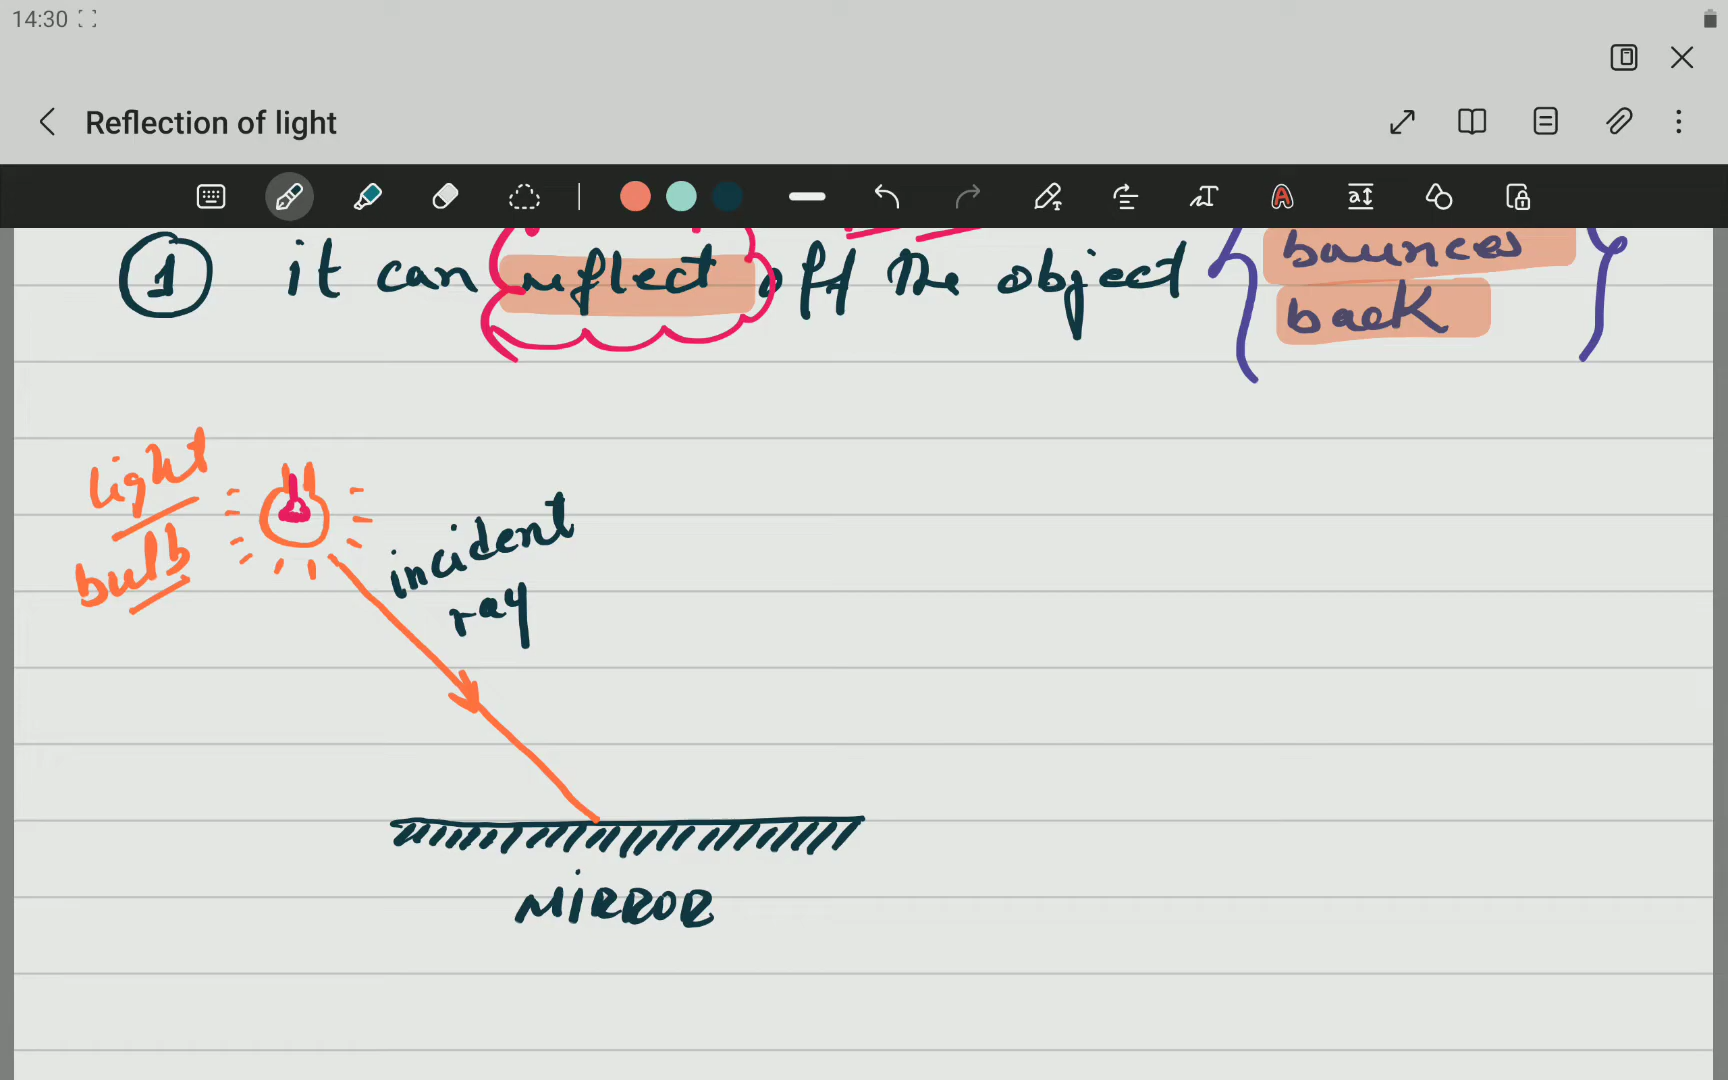 14:30
Reflection of light
① it can reflect off the object { bounces
back }
light
bulb
incident
ray
MiRROR